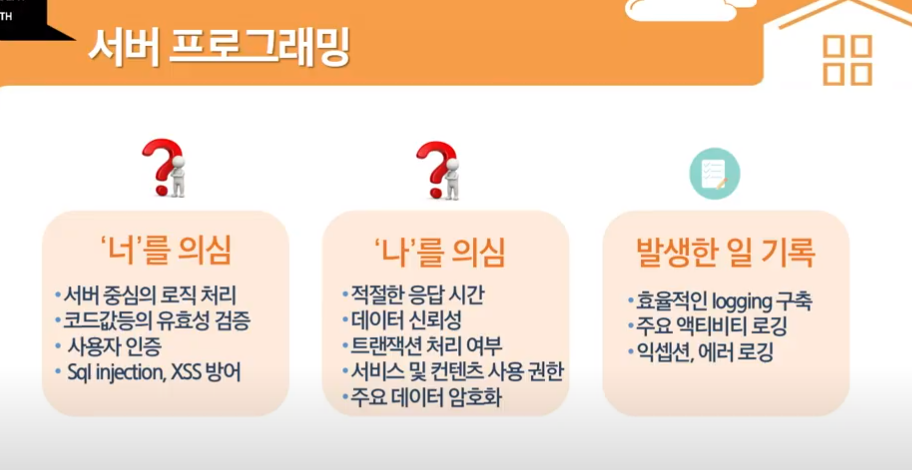 TH
서버 프로그래밍
‘너’를 의심
•서버 중심의 로직 처리
•코드값등의 유효성 검증
• 사용자 인증
• Sql injection, XSS 방어
‘나’를 의심
•적절한 응답 시간
•데이터 신뢰성
•트랜잭션 처리 여부
•서비스 및 컨텐츠 사용 권한
•주요 데이터 암호화
발생한 일 기록
•효율적인 logging 구축
•주요 액티비티 로깅
•익셉션, 에러 로깅